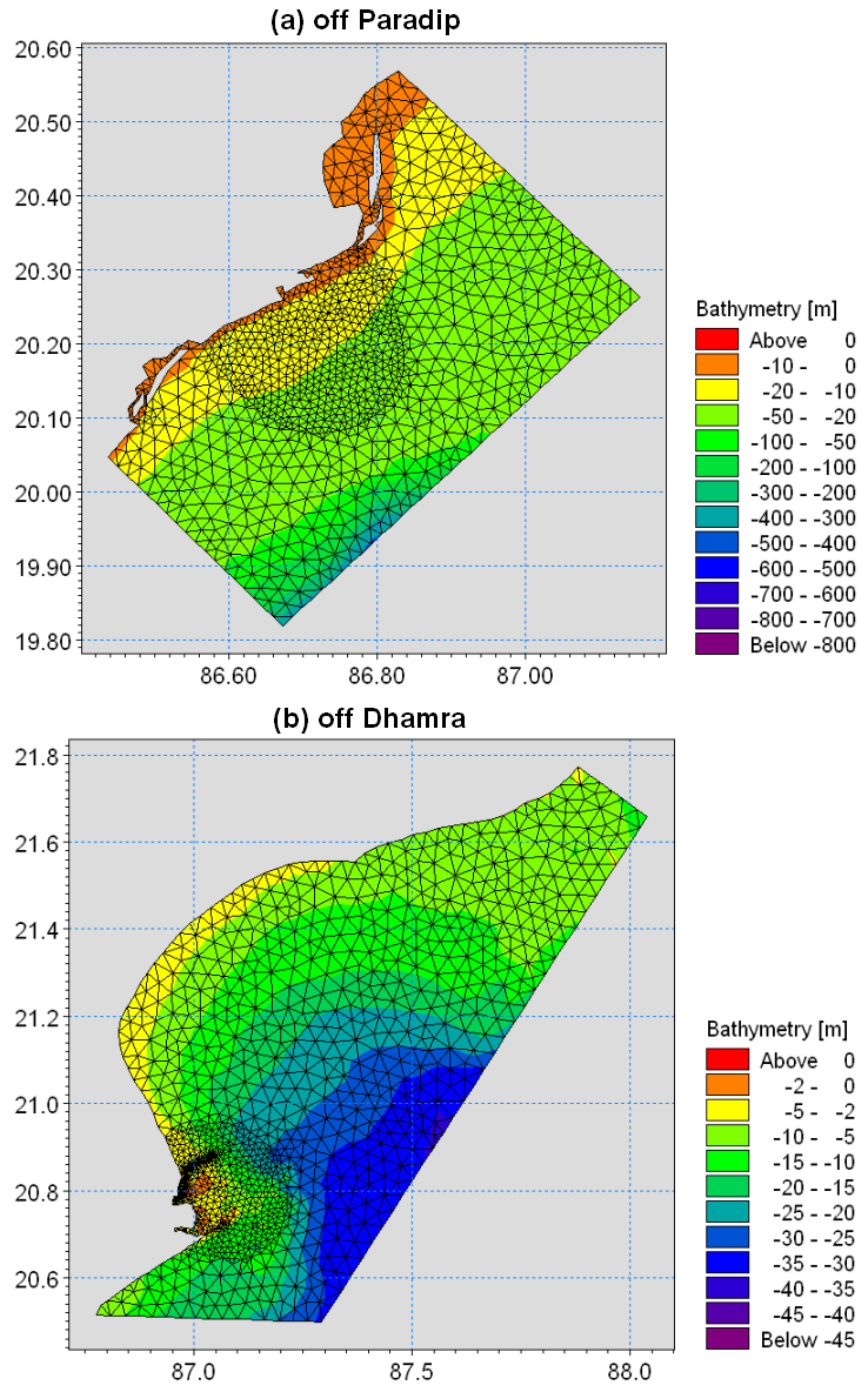 (a) off Paradip
20.60
20.50
20.40
20.30
20.20
20.10
20.00
19.90
19.80
86.60 86.80 87.00
Bathymetry [m]
Above 0
-10 - 0
-20 - -10
-50 - -20
-100 - -50
-200 - -100
-300 - -200
-400 - -300
-500 - -400
-600 - -500
-700 - -600
-800 - -700
Below -800
(b) off Dhamra
21.8
21.6
21.4
21.2
21.0
20.8
20.6
87.0 87.5 88.0
Bathymetry [m]
Above 0
-2 - 0
-5 - -2
-10 - -5
-15 - -10
-20 - -15
-25 - -20
-30 - -25
-35 - -30
-40 - -35
-45 - -40
Below -45